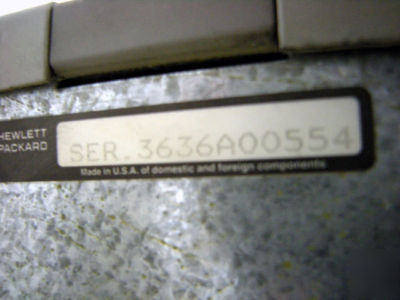 HEWLETT
PACKARD
SER.3636A00554
Made in U.S.A. of domestic and foreign components